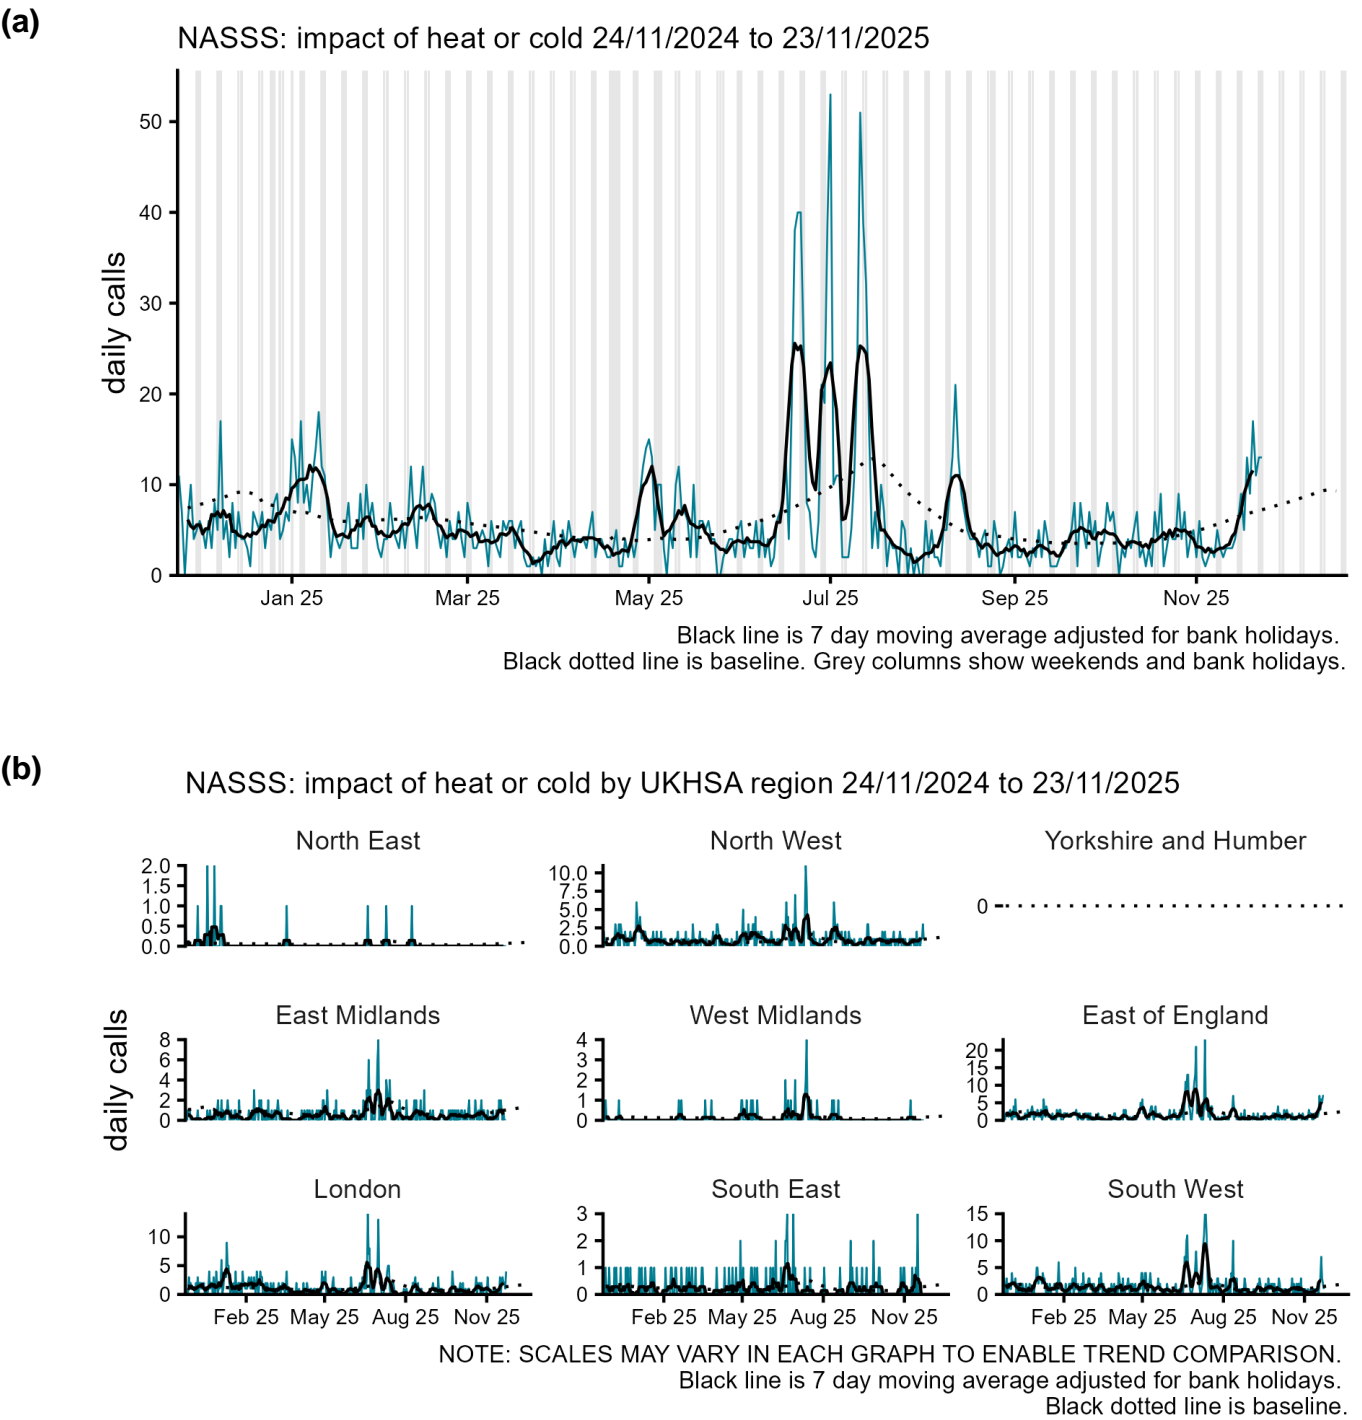 (a)
NASSS: impact of heat or cold 24/11/2024 to 23/11/2025
daily calls
50
40
30
20
10
0
Jan 25 Mar 25 May 25 Jul 25 Sep 25 Nov 25
Black line is 7 day moving average adjusted for bank holidays.
Black dotted line is baseline. Grey columns show weekends and bank holidays.
(b)
NASSS: impact of heat or cold by UKHSA region 24/11/2024 to 23/11/2025
daily calls
North East
2.0
1.5
1.0
0.5
0.0
North West
10.0
7.5
5.0
2.5
0.0
Yorkshire and Humber
0
East Midlands
8
6
4
2
0
West Midlands
4
3
2
1
0
East of England
20
15
10
5
0
London
10
5
0
South East
3
2
1
0
South West
15
10
5
0
Feb 25 May 25 Aug 25 Nov 25
Feb 25 May 25 Aug 25 Nov 25
Feb 25 May 25 Aug 25 Nov 25
NOTE: SCALES MAY VARY IN EACH GRAPH TO ENABLE TREND COMPARISON.
Black line is 7 day moving average adjusted for bank holidays.
Black dotted line is baseline.